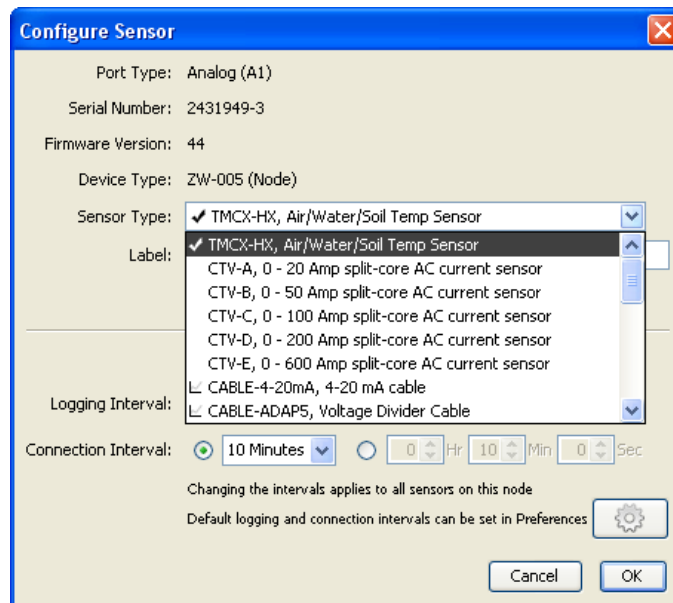 Configure Sensor
Port Type: Analog (A1)
Serial Number: 2431949-3
Firmware Version: 44
Device Type: ZW-005 (Node)
Sensor Type: TMCX-HX, Air/Water/Soil Temp Sensor
TMCX-HX, Air/Water/Soil Temp Sensor
Label:
CTV-A, 0 - 20 Amp split-core AC current sensor
CTV-B, 0 - 50 Amp split-core AC current sensor
CTV-C, 0 - 100 Amp split-core AC current sensor
CTV-D, 0 - 200 Amp split-core AC current sensor
CTV-E, 0 - 600 Amp split-core AC current sensor
CABLE-4-20mA, 4-20 mA cable
Logging Interval:
CABLE-ADAP5, Voltage Divider Cable
Connection Interval: 10 Minutes 0 Hr 10 Min 0 Sec
Changing the intervals applies to all sensors on this node
Default logging and connection intervals can be set in Preferences
Cancel OK